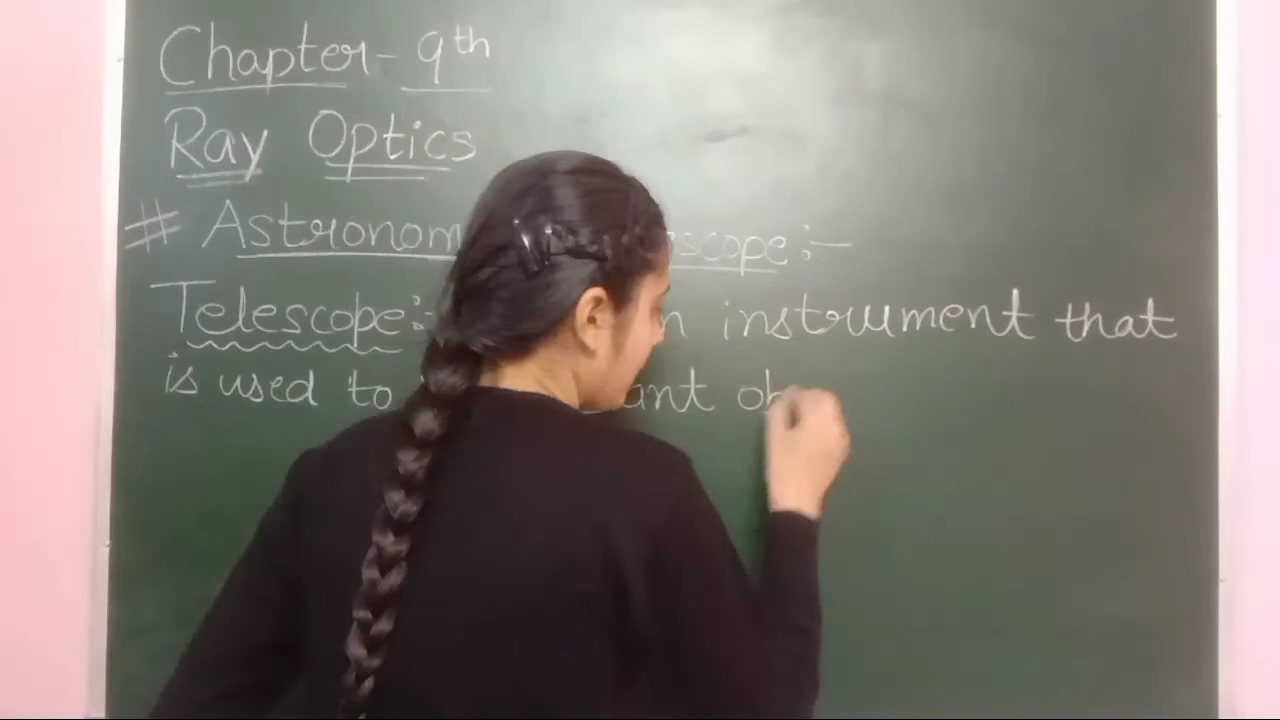 Chapter - 9th
Ray Optics
# Astronom scope :-
Telescope :- n instrument that
is used to ant ob